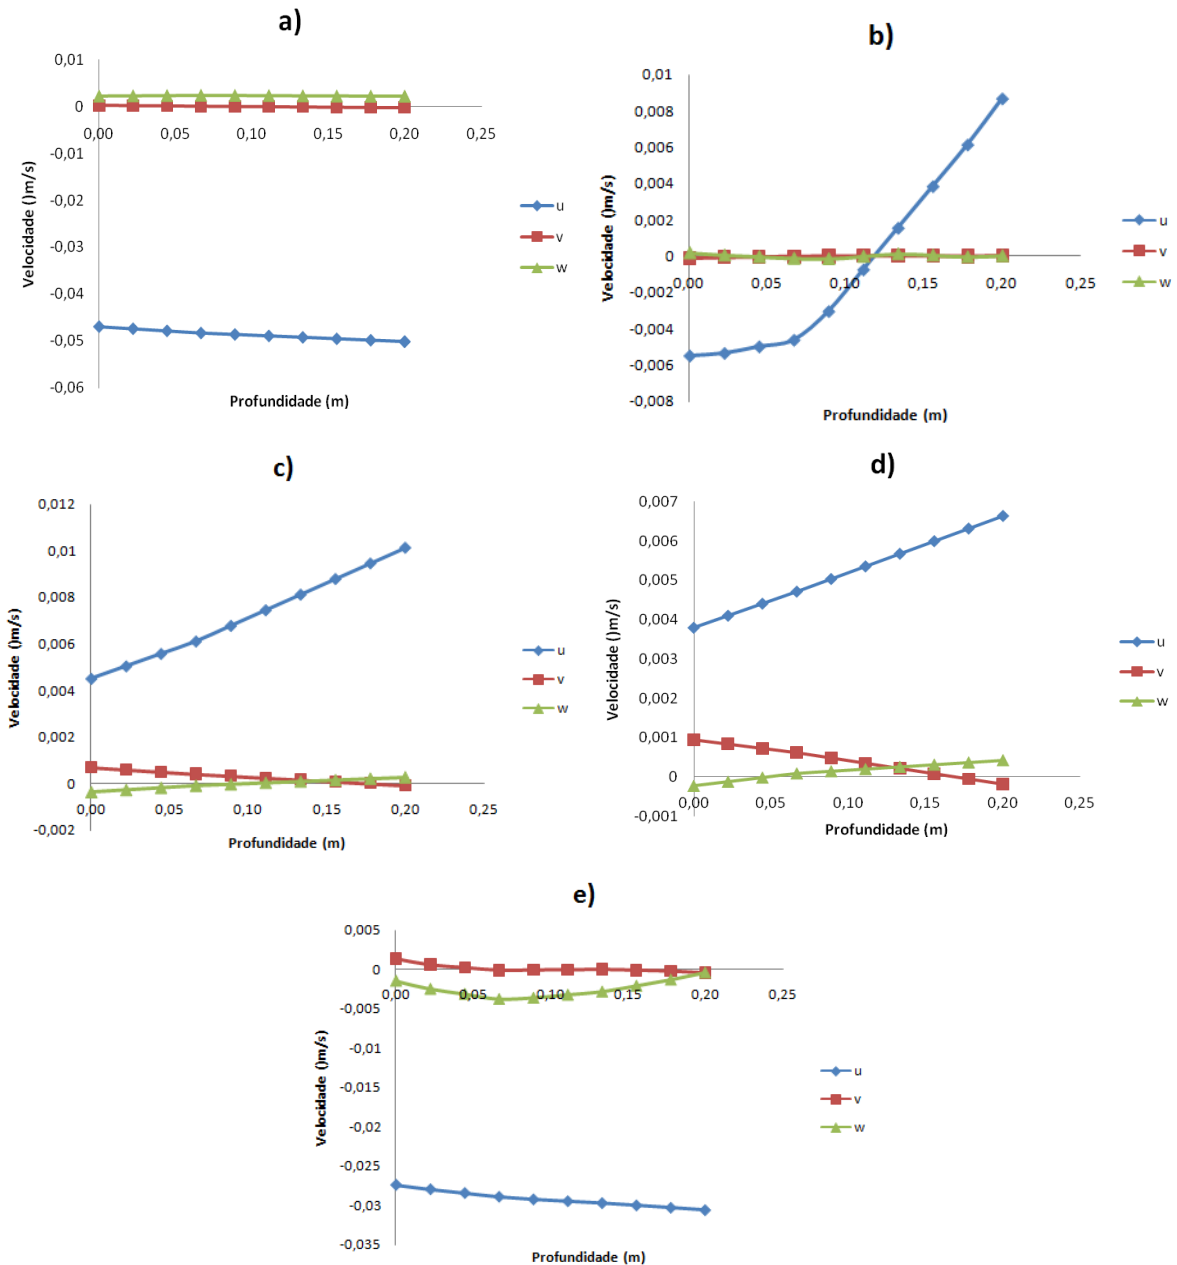 a)
0,01
0
-0,01
-0,02
-0,03
-0,04
-0,05
-0,06
0,00 0,05 0,10 0,15 0,20 0,25
Velocidade ()m/s)
Profundidade (m)
u
v
w
b)
0,01
0,008
0,006
0,004
0,002
0
-0,002
-0,004
-0,006
-0,008
0,00 0,05 0,10 0,15 0,20 0,25
Velocidade ()m/s)
Profundidade (m)
u
v
w
c)
0,012
0,01
0,008
0,006
0,004
0,002
0
-0,002
0,00 0,05 0,10 0,15 0,20 0,25
Velocidade ()m/s)
Profundidade (m)
u
v
w
d)
0,007
0,006
0,005
0,004
0,003
0,002
0,001
0
-0,001
0,00 0,05 0,10 0,15 0,20 0,25
Velocidade ()m/s)
Profundidade (m)
u
v
w
e)
0,005
0
-0,005
-0,01
-0,015
-0,02
-0,025
-0,03
-0,035
0,00 0,05 0,10 0,15 0,20 0,25
Velocidade ()m/s)
Profundidade (m)
u
v
w